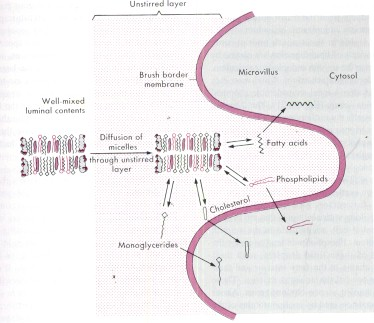 Unstirred layer
Brush border
membrane
Microvillus
Cytosol
Well-mixed
luminal contents
Diffusion of
micelles
through unstirred
layer
Fatty acids
Phospholipids
Cholesterol
Monoglycerides